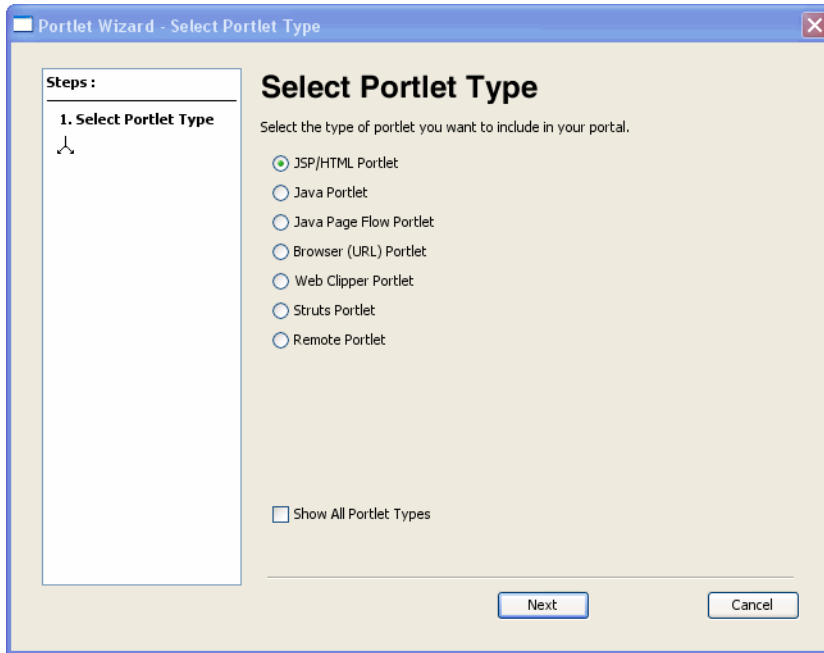 Portlet Wizard - Select Portlet Type
Steps :
1. Select Portlet Type
Select Portlet Type
Select the type of portlet you want to include in your portal.
JSP/HTML Portlet
Java Portlet
Java Page Flow Portlet
Browser (URL) Portlet
Web Clipper Portlet
Struts Portlet
Remote Portlet
Show All Portlet Types
Next
Cancel